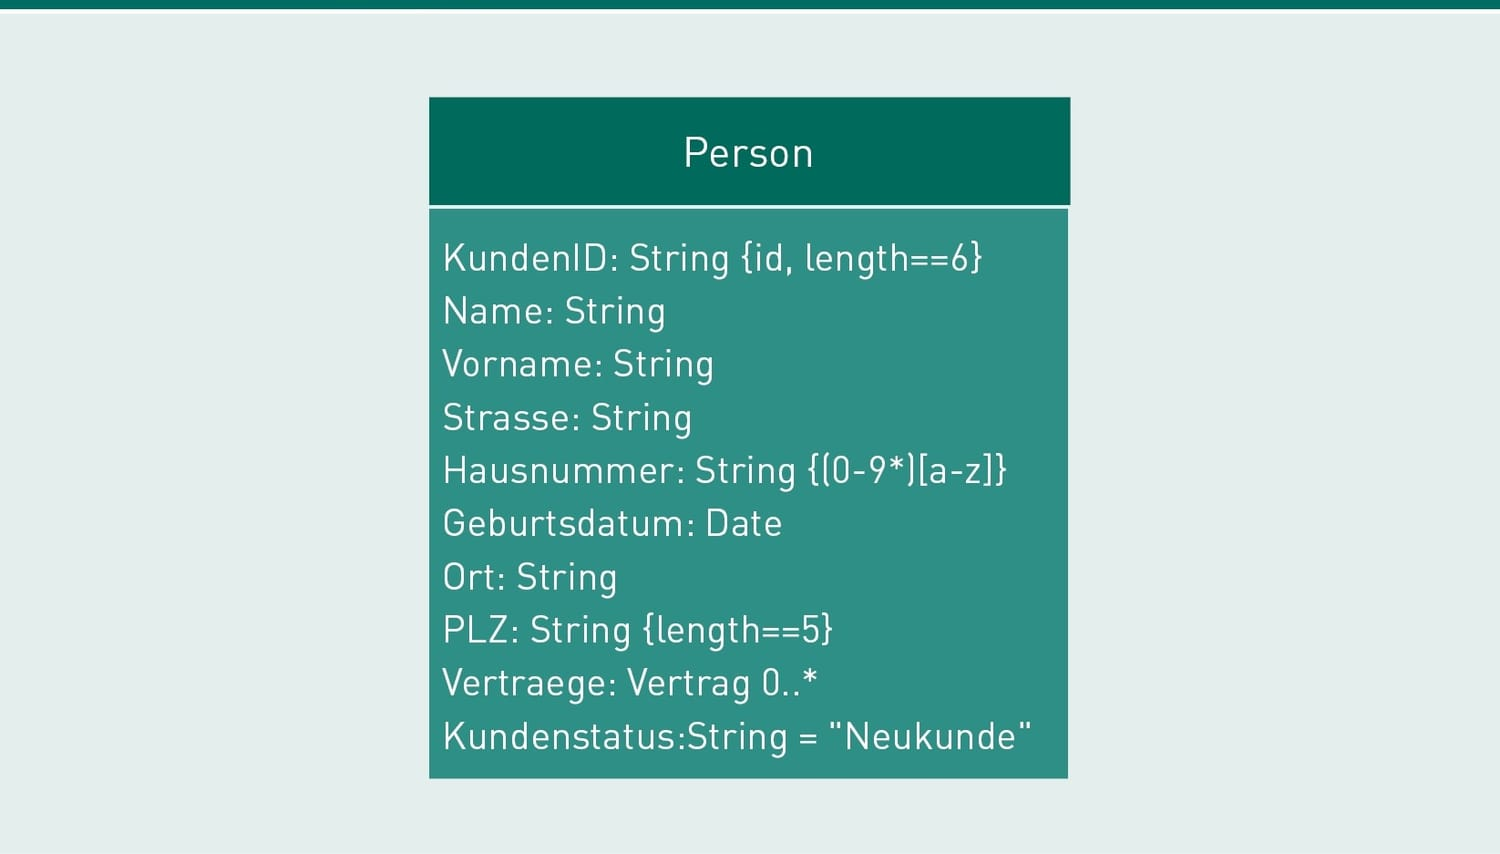 Person
KundenID: String {id, length==6}
Name: String
Vorname: String
Strasse: String
Hausnummer: String {(0-9*)[a-z]}
Geburtsdatum: Date
Ort: String
PLZ: String {length==5}
Vertraege: Vertrag 0..*
Kundenstatus:String = "Neukunde"